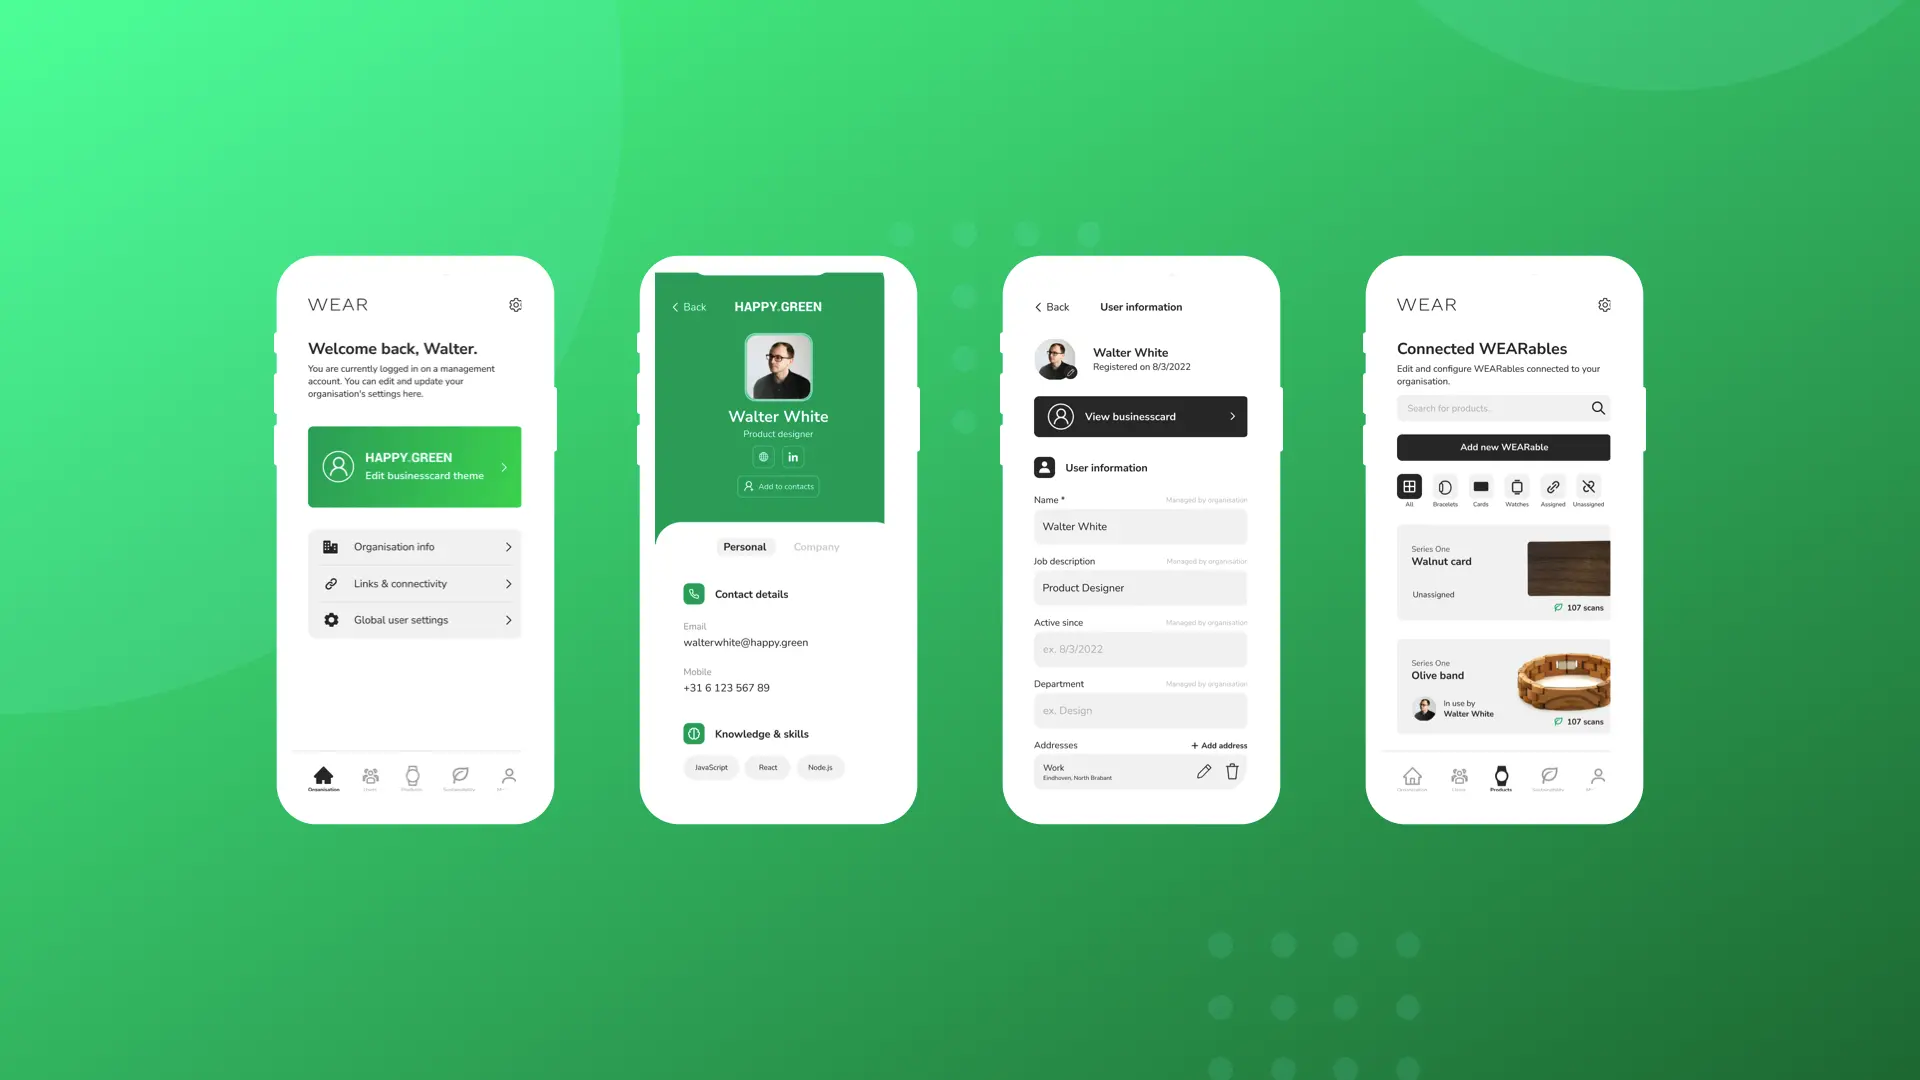 WEAR
Welcome back, Walter.
You are currently logged in on a management
account. You can edit and update your
organisation's settings here.
HAPPY.GREEN
Edit businesscard theme
Organisation info
Links & connectivity
Global user settings
Organisation
Users
Products
Sustainability
Back
HAPPY.GREEN
Walter White
Product designer
in
Add to contacts
Personal
Company
Contact details
Email
walterwhite@happy.green
Mobile
+31 6 123 567 89
Knowledge & skills
JavaScript
React
Node.js
Back
User information
Walter White
Registered on 8/3/2022
View businesscard
User information
Name *
Managed by organisation
Walter White
Job description
Managed by organisation
Product Designer
Active since
Managed by organisation
ex. 8/3/2022
Department
Managed by organisation
ex. Design
Addresses
+ Add address
Work
Eindhoven, North Brabant
WEAR
Connected WEARables
Edit and configure WEARables connected to your
organisation.
Search for products..
Add new WEARable
All
Bracelets
Cards
Watches
Assigned
Unassigned
Series One
Walnut card
Unassigned
107 scans
Series One
Olive band
In use by
Walter White
107 scans
Organisation
Users
Products
Sustainability